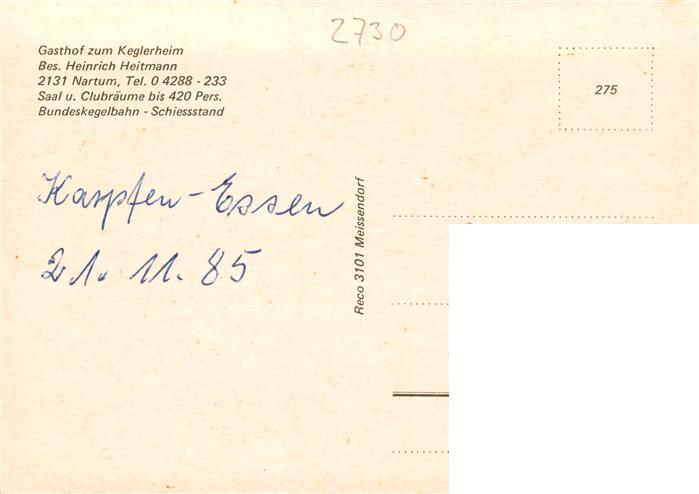 2730
Gasthof zum Keglerheim
Bes. Heinrich Heitmann
2131 Nartum, Tel. 0 4288 - 233
Saal u. Clubräume bis 420 Pers.
Bundeskegelbahn - Schiessstand
275
Karpfen-Essen
21. 11. 85
Reco 3101 Meissendorf